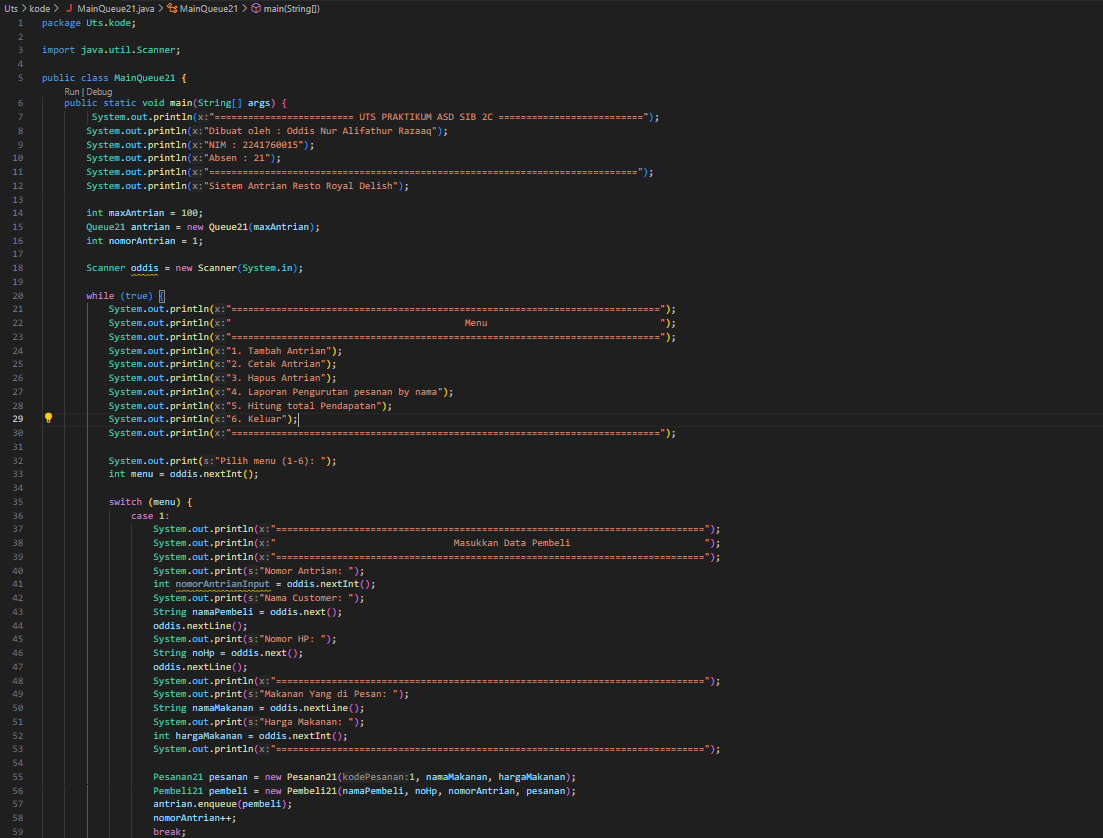 Uts > kode > J MainQueue21.java > MainQueue21 > main(String[])
1 package Uts.kode;
2
3 import java.util.Scanner;
4
5 public class MainQueue21 {
Run | Debug
6 public static void main(String[] args) {
7 System.out.println(x:"========================= UTS PRAKTIKUM ASD SIB 2C ==========================");
8 System.out.println(x:"Dibuat oleh : Oddis Nur Alifathur Razaaq");
9 System.out.println(x:"NIM : 2241760015");
10 System.out.println(x:"Absen : 21");
11 System.out.println(x:"=============================================================================");
12 System.out.println(x:"Sistem Antrian Resto Royal Delish");
13
14 int maxAntrian = 100;
15 Queue21 antrian = new Queue21(maxAntrian);
16 int nomorAntrian = 1;
17
18 Scanner oddis = new Scanner(System.in);
19
20 while (true) {
21 System.out.println(x:"=============================================================================");
22 System.out.println(x:" Menu ");
23 System.out.println(x:"=============================================================================");
24 System.out.println(x:"1. Tambah Antrian");
25 System.out.println(x:"2. Cetak Antrian");
26 System.out.println(x:"3. Hapus Antrian");
27 System.out.println(x:"4. Laporan Pengurutan pesanan by nama");
28 System.out.println(x:"5. Hitung total Pendapatan");
29 System.out.println(x:"6. Keluar");
30 System.out.println(x:"=============================================================================");
31
32 System.out.print(s:"Pilih menu (1-6): ");
33 int menu = oddis.nextInt();
34
35 switch (menu) {
36 case 1:
37 System.out.println(x:"=============================================================================");
38 System.out.println(x:" Masukkan Data Pembeli ");
39 System.out.println(x:"=============================================================================");
40 System.out.print(s:"Nomor Antrian: ");
41 int nomorAntrianInput = oddis.nextInt();
42 System.out.print(s:"Nama Customer: ");
43 String namaPembeli = oddis.next();
44 oddis.nextLine();
45 System.out.print(s:"Nomor HP: ");
46 String noHp = oddis.next();
47 oddis.nextLine();
48 System.out.println(x:"=============================================================================");
49 System.out.print(s:"Makanan Yang di Pesan: ");
50 String namaMakanan = oddis.nextLine();
51 System.out.print(s:"Harga Makanan: ");
52 int hargaMakanan = oddis.nextInt();
53 System.out.println(x:"=============================================================================");
54
55 Pesanan21 pesanan = new Pesanan21(kodePesanan:1, namaMakanan, hargaMakanan);
56 Pembeli21 pembeli = new Pembeli21(namaPembeli, noHp, nomorAntrian, pesanan);
57 antrian.enqueue(pembeli);
58 nomorAntrian++;
59 break;